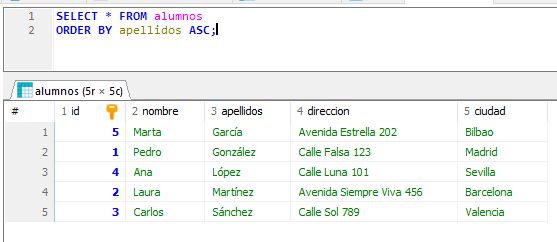 1 SELECT * FROM alumnos
2 ORDER BY apellidos ASC;
alumnos (5r × 5c)
# 1 id 2 nombre 3 apellidos 4 direccion 5 ciudad
1 5 Marta García Avenida Estrella 202 Bilbao
2 1 Pedro González Calle Falsa 123 Madrid
3 4 Ana López Calle Luna 101 Sevilla
4 2 Laura Martínez Avenida Siempre Viva 456 Barcelona
5 3 Carlos Sánchez Calle Sol 789 Valencia